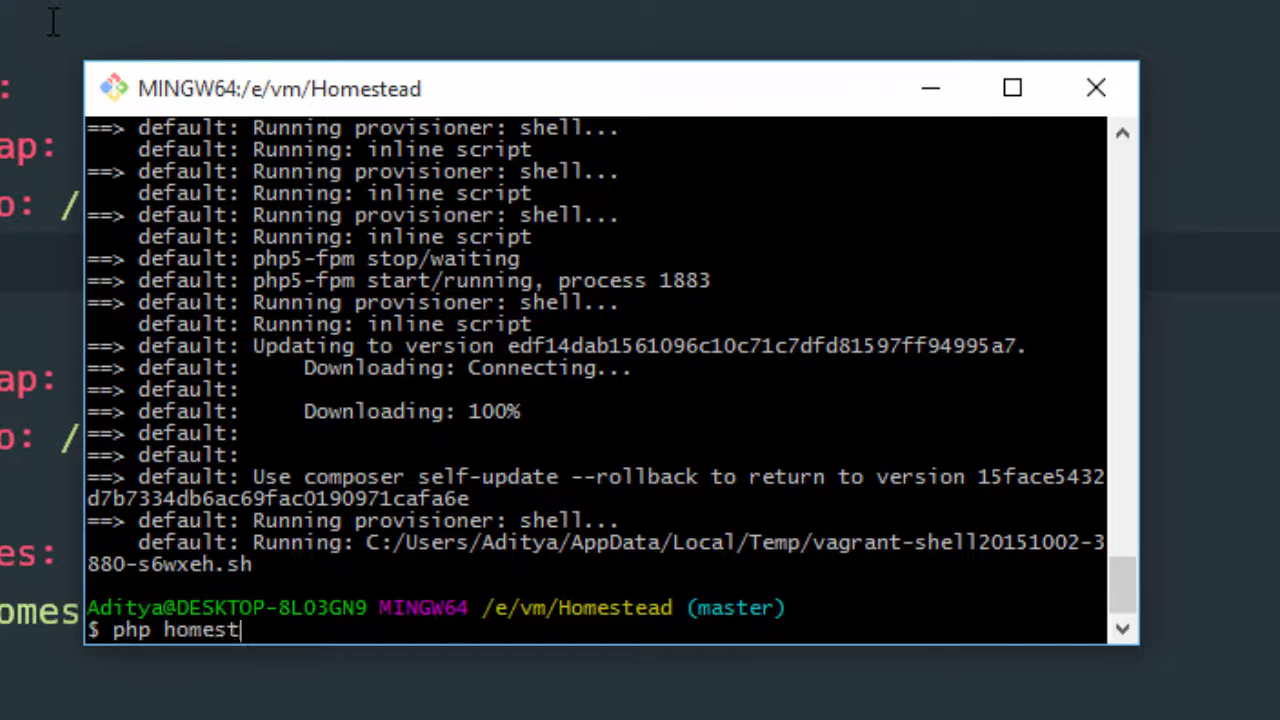 MINGW64:/e/vm/Homestead
==> default: Running provisioner: shell...
    default: Running: inline script
==> default: Running provisioner: shell...
    default: Running: inline script
==> default: Running provisioner: shell...
    default: Running: inline script
==> default: php5-fpm stop/waiting
==> default: php5-fpm start/running, process 1883
==> default: Running provisioner: shell...
    default: Running: inline script
==> default: Updating to version edf14dab1561096c10c71c7dfd81597ff94995a7.
==> default:     Downloading: Connecting...
==> default:
==> default:     Downloading: 100%
==> default:
==> default:
==> default: Use composer self-update --rollback to return to version 15face5432
d7b7334db6ac69fac0190971cafa6e
==> default: Running provisioner: shell...
    default: Running: C:/Users/Aditya/AppData/Local/Temp/vagrant-shell20151002-3
880-s6wxeh.sh
Aditya@DESKTOP-8LO3GN9 MINGW64 /e/vm/Homestead (master)
$ php homest
:
ap:
o: /
ap:
o: /
es:
omes